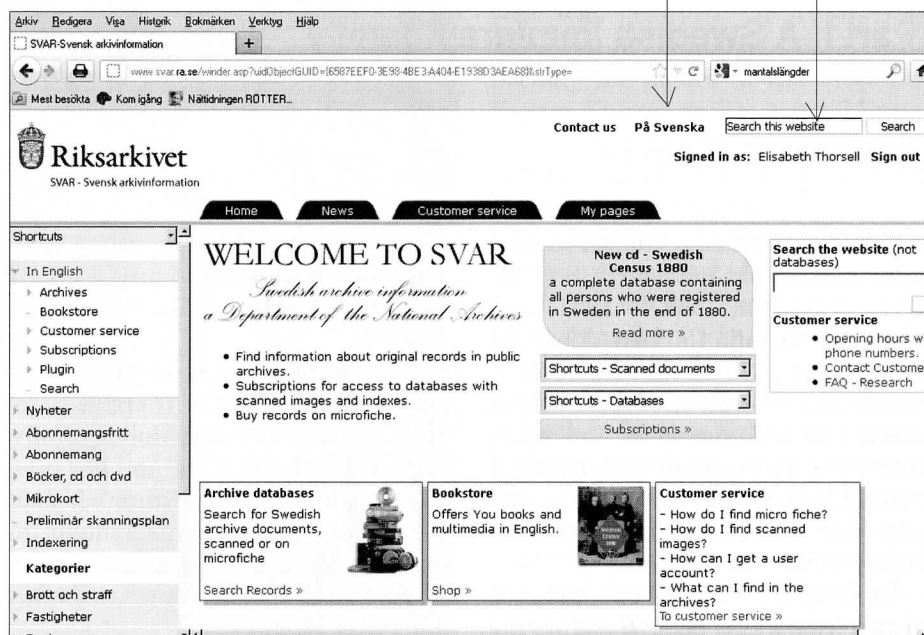 Arkiv Redigera Visa Historik Bokmärken Verktyg Hjälp
SVAR-Svensk arkivinformation
+
www.svar.ra.se/winder.asp?uidObjectGUID={6587EEF0-3E98-4BE3-A404-E1938D3AEA68}&strType=
mantalslängder
Mest besökta Kom igång Nättidningen RÖTTER...
Contact us På Svenska Search this website Search
Riksarkivet
SVAR - Svensk arkivinformation
Signed in as: Elisabeth Thorsell Sign out
Home News Customer service My pages
Shortcuts
In English
Archives
Bookstore
Customer service
Subscriptions
Plugin
Search
Nyheter
Abonnemangsfritt
Abonnemang
Böcker, cd och dvd
Mikrokort
Preliminär skanningsplan
Indexering
Kategorier
Brott och straff
Fastigheter
WELCOME TO SVAR
Swedish archive information
a Department of the National Archives
• Find information about original records in public
archives.
• Subscriptions for access to databases with
scanned images and indexes.
• Buy records on microfiche.
New cd - Swedish
Census 1880
a complete database containing
all persons who were registered
in Sweden in the end of 1880.
Read more »
Shortcuts - Scanned documents
Shortcuts - Databases
Subscriptions »
Search the website (not
databases)
Customer service
• Opening hours w
phone numbers.
• Contact Custome
• FAQ - Research
Archive databases
Search for Swedish
archive documents,
scanned or on
microfiche
Search Records »
Bookstore
Offers You books and
multimedia in English.
Shop »
Customer service
- How do I find micro fiche?
- How do I find scanned
images?
- How can I get a user
account?
- What can I find in the
archives?
To customer service »